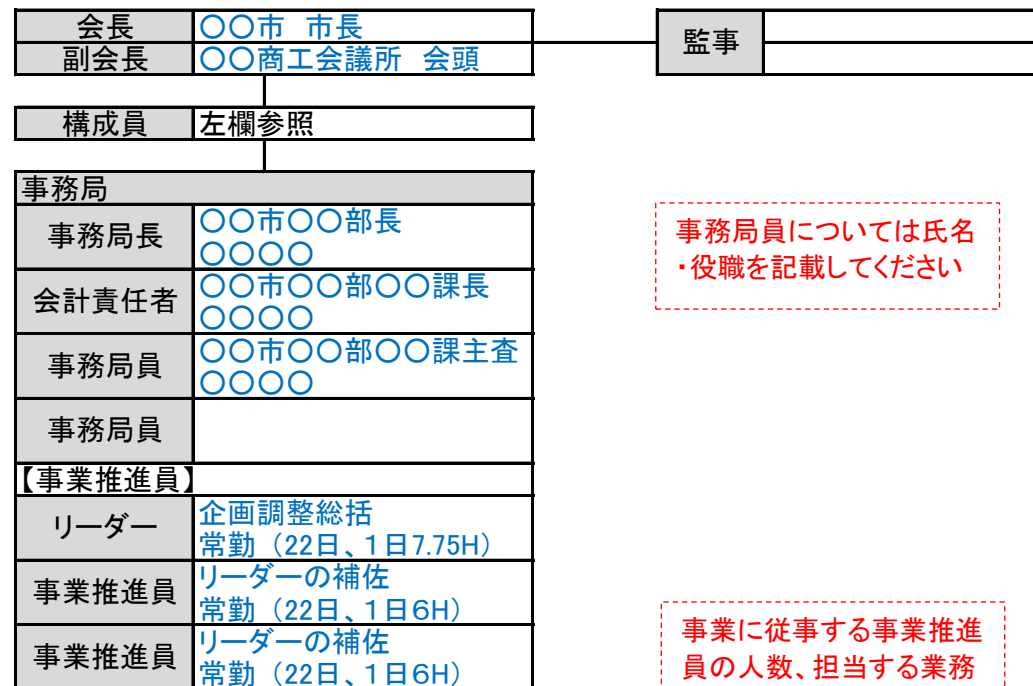 会長 〇〇市 市長
副会長 〇〇商工会議所 会頭
監事
構成員 左欄参照
事務局
事務局長 〇〇市〇〇部長
〇〇〇〇
会計責任者 〇〇市〇〇部〇〇課長
〇〇〇〇
事務局員 〇〇市〇〇部〇〇課主査
〇〇〇〇
事務局員
事務局員については氏名
・役職を記載してください
【事業推進員】
リーダー 企画調整総括
常勤（22日、１日7.75H）
事業推進員 リーダーの補佐
常勤（22日、１日６H）
事業推進員 リーダーの補佐
常勤（22日、１日６H）
事業に従事する事業推進
員の人数、担当する業務